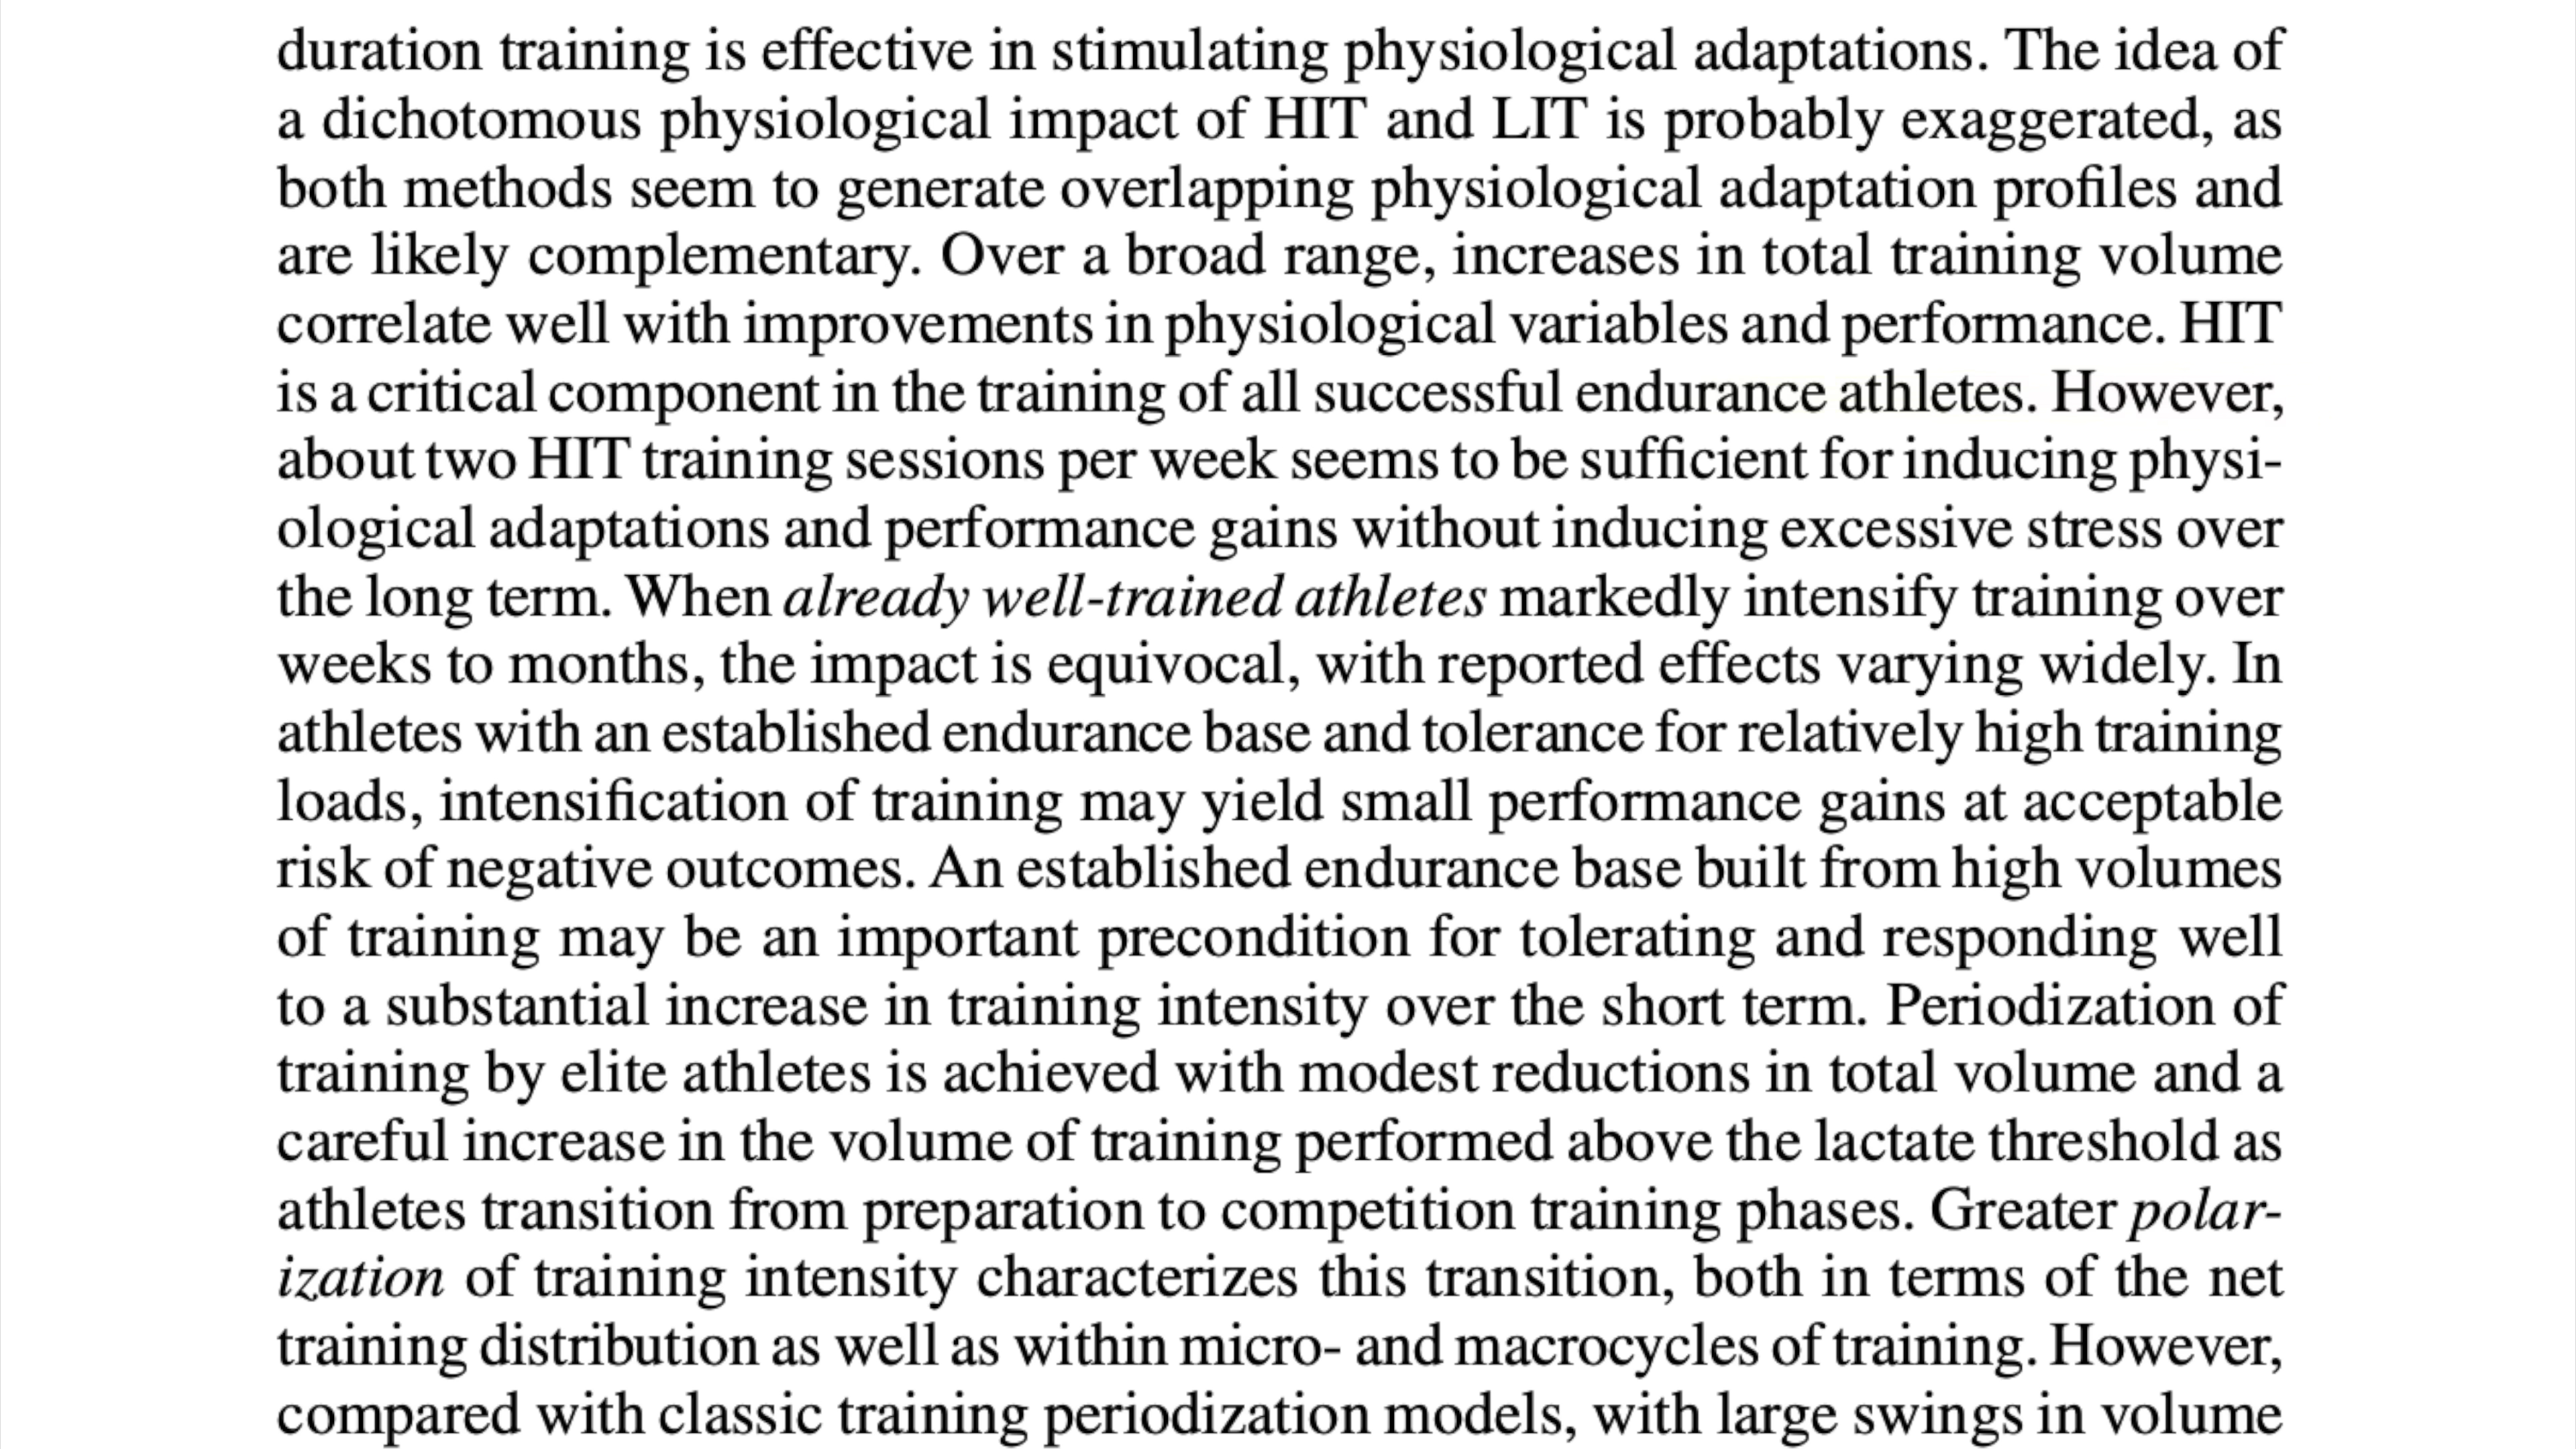 duration training is effective in stimulating physiological adaptations. The idea of
a dichotomous physiological impact of HIT and LIT is probably exaggerated, as
both methods seem to generate overlapping physiological adaptation profiles and
are likely complementary. Over a broad range, increases in total training volume
correlate well with improvements in physiological variables and performance. HIT
is a critical component in the training of all successful endurance athletes. However,
about two HIT training sessions per week seems to be sufficient for inducing physi-
ological adaptations and performance gains without inducing excessive stress over
the long term. When already well-trained athletes markedly intensify training over
weeks to months, the impact is equivocal, with reported effects varying widely. In
athletes with an established endurance base and tolerance for relatively high training
loads, intensification of training may yield small performance gains at acceptable
risk of negative outcomes. An established endurance base built from high volumes
of training may be an important precondition for tolerating and responding well
to a substantial increase in training intensity over the short term. Periodization of
training by elite athletes is achieved with modest reductions in total volume and a
careful increase in the volume of training performed above the lactate threshold as
athletes transition from preparation to competition training phases. Greater polar-
ization of training intensity characterizes this transition, both in terms of the net
training distribution as well as within micro- and macrocycles of training. However,
compared with classic training periodization models, with large swings in volume